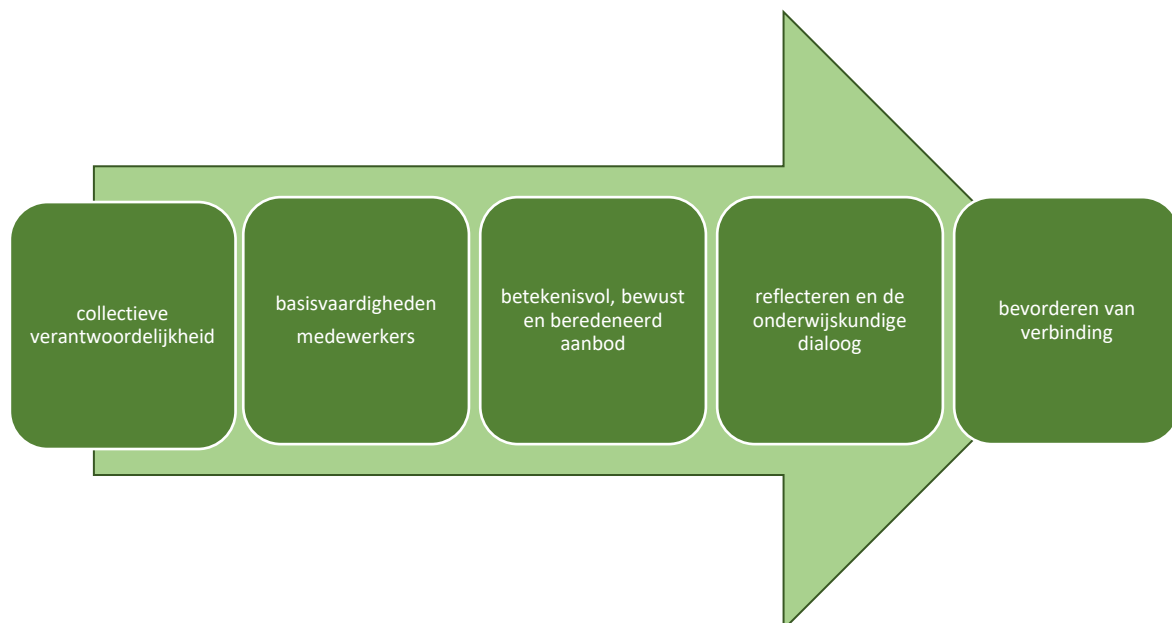 collectieve
verantwoordelijkheid
basisvaardigheden
medewerkers
betekenisvol, bewust
en beredeneerd
aanbod
reflecteren en de
onderwijskundige
dialoog
bevorderen van
verbinding